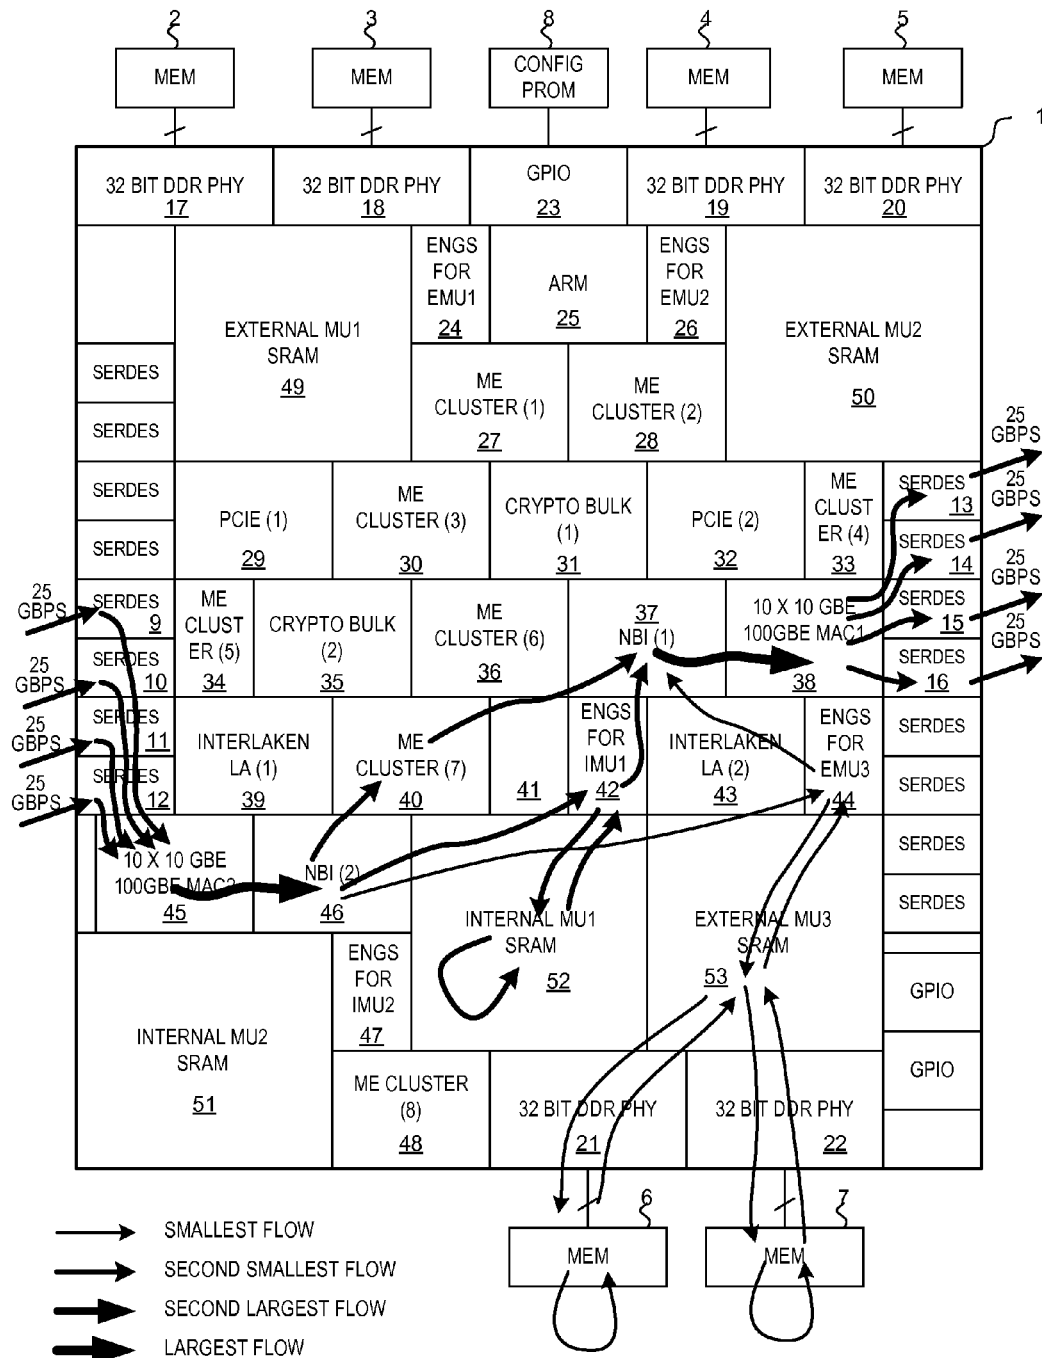 2
3
8
4
5
MEM
MEM
CONFIG
PROM
MEM
MEM
1
32 BIT DDR PHY
17
32 BIT DDR PHY
18
GPIO
23
32 BIT DDR PHY
19
32 BIT DDR PHY
20
EXTERNAL MU1
SRAM
49
ENGS
FOR
EMU1
24
ARM
25
ENGS
FOR
EMU2
26
EXTERNAL MU2
SRAM
50
SERDES
SERDES
ME
CLUSTER (1)
27
ME
CLUSTER (2)
28
SERDES
SERDES
PCIE (1)
29
ME
CLUSTER (3)
30
CRYPTO BULK
(1)
31
PCIE (2)
32
ME
CLUST
ER (4)
33
SERDES
13
SERDES
14
25
GBPS
25
GBPS
25
GBPS
25
GBPS
25
GBPS
25
GBPS
25
GBPS
25
GBPS
SERDES
9
SERDES
10
ME
CLUST
ER (5)
34
CRYPTO BULK
(2)
35
ME
CLUSTER (6)
36
37
NBI (1)
10 X 10 GBE
100GBE MAC1
38
SERDES
15
SERDES
16
SERDES
11
SERDES
12
INTERLAKEN
LA (1)
39
ME
CLUSTER (7)
40
41
ENGS
FOR
IMU1
42
INTERLAKEN
LA (2)
43
ENGS
FOR
EMU3
44
SERDES
SERDES
10 X 10 GBE
100GBE MAC2
45
NBI (2)
46
INTERNAL MU1
SRAM
52
EXTERNAL MU3
SRAM
53
SERDES
SERDES
INTERNAL MU2
SRAM
51
ENGS
FOR
IMU2
47
GPIO
GPIO
ME CLUSTER
(8)
48
32 BIT DDR PHY
21
32 BIT DDR PHY
22
6
7
MEM
MEM
SMALLEST FLOW
SECOND SMALLEST FLOW
SECOND LARGEST FLOW
LARGEST FLOW